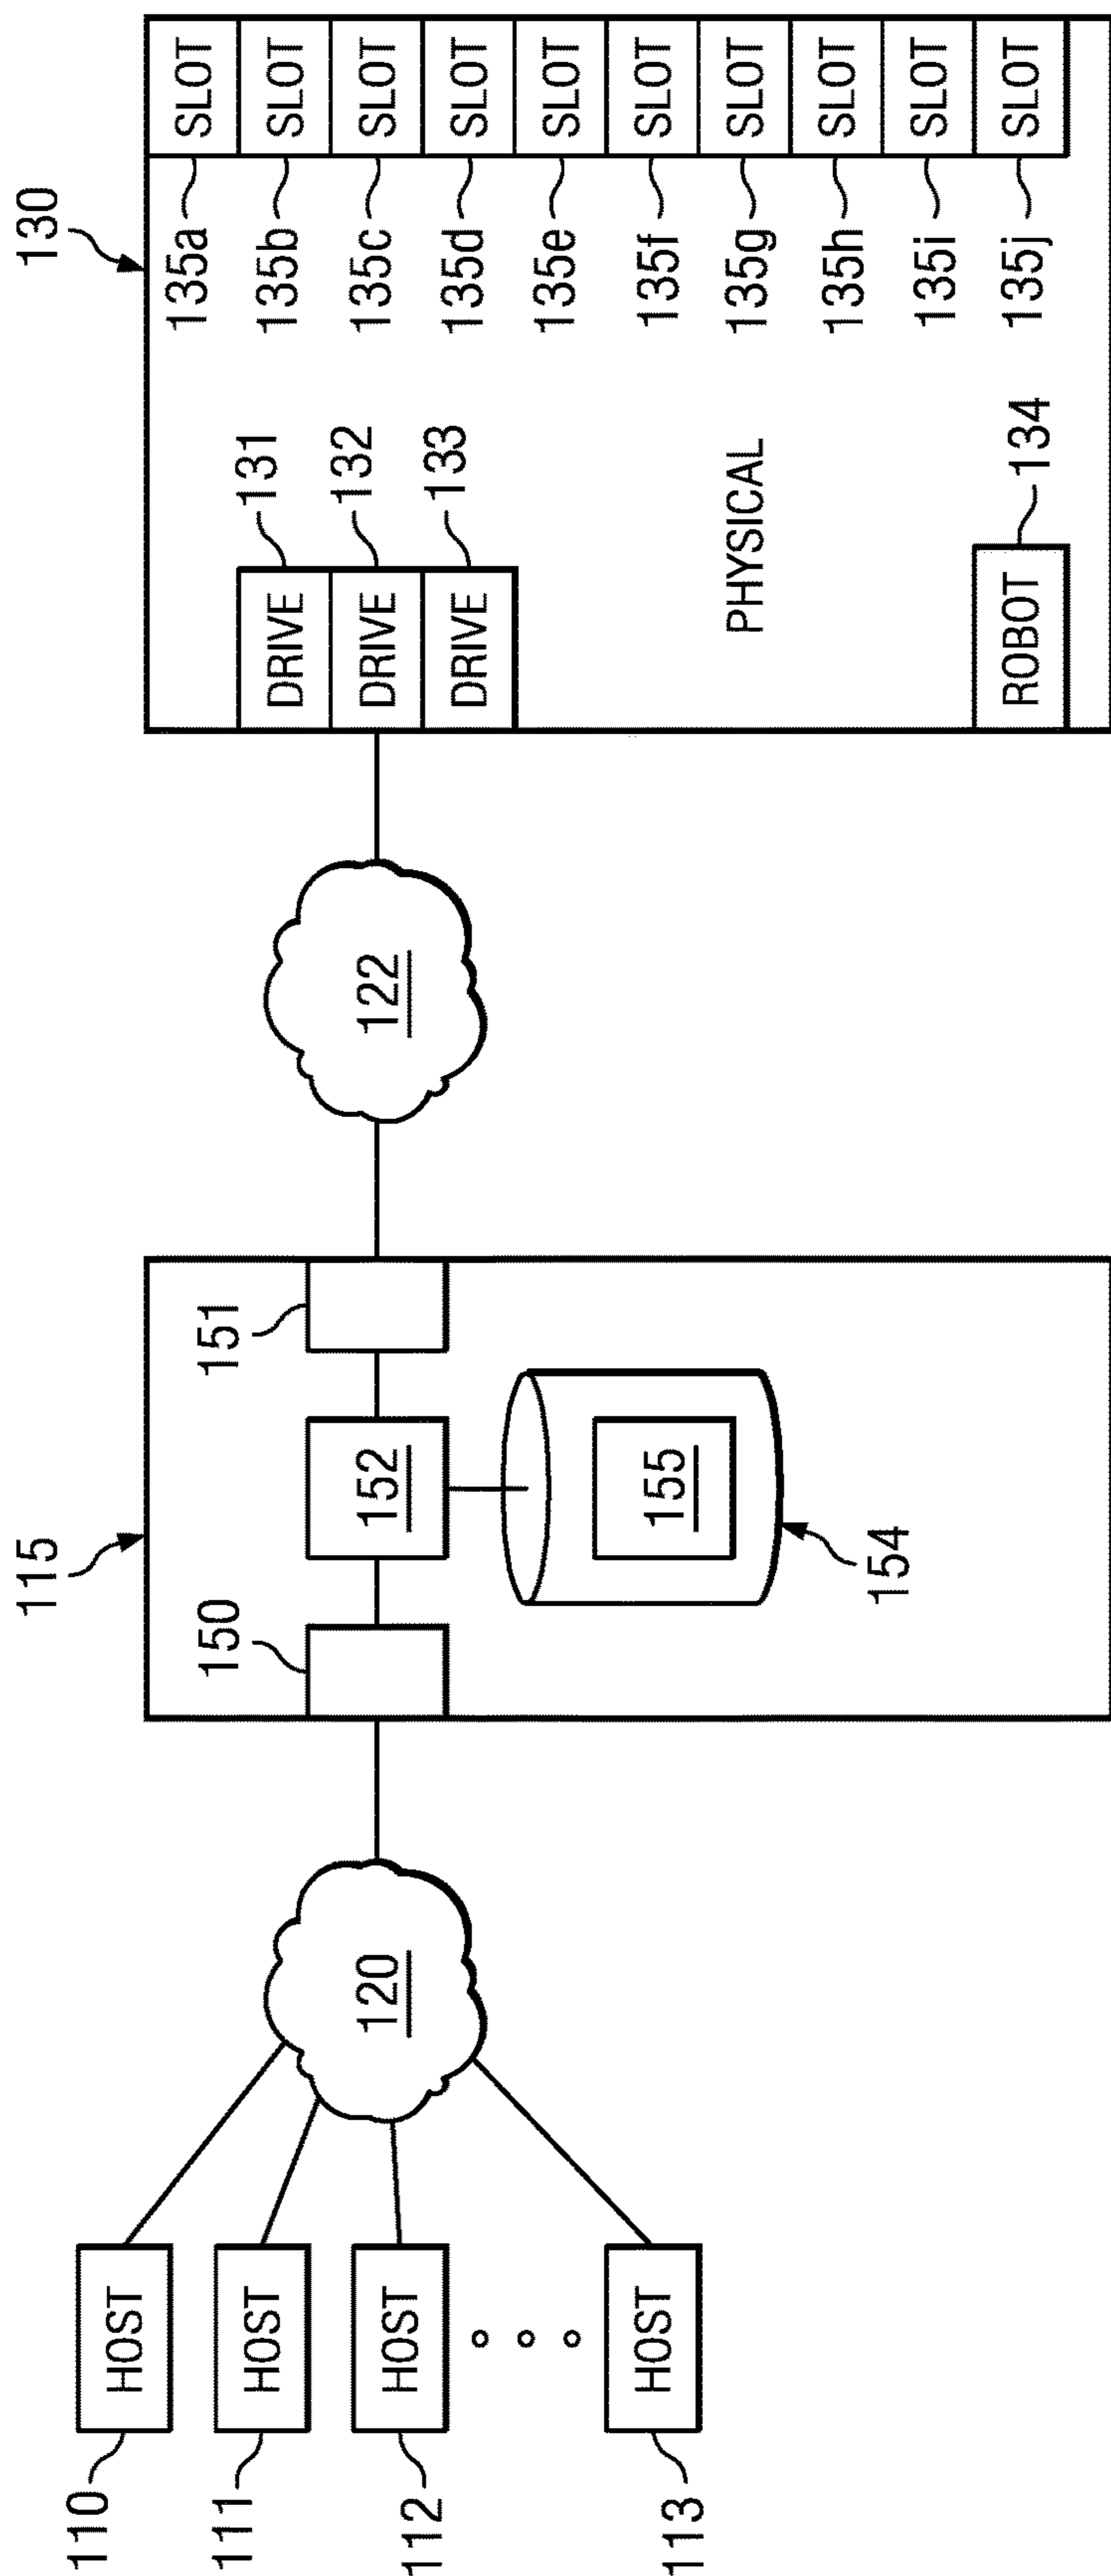 110
HOST
111
HOST
112
HOST
113
HOST
120
115
150
152
151
155
154
122
130
DRIVE
131
DRIVE
132
DRIVE
133
PHYSICAL
ROBOT
134
135a
SLOT
135b
SLOT
135c
SLOT
135d
SLOT
135e
SLOT
135f
SLOT
135g
SLOT
135h
SLOT
135i
SLOT
135j
SLOT